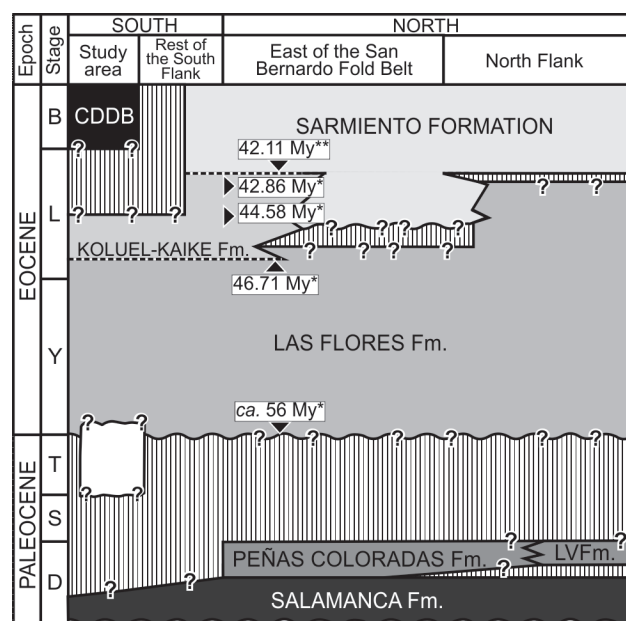 Epoch
Stage
SOUTH
NORTH
Study
area
Rest of
the South
Flank
East of the San
Bernardo Fold Belt
North Flank
EOCENE
PALEOCENE
B
L
Y
T
S
D
CDDB
SARMIENTO FORMATION
42.11 My**
? ?
42.86 My*
? ?
44.58 My*
? ? ?
? ? ? ?
KOLUEL-KAIKE Fm.
? ? ? ?
46.71 My*
LAS FLORES Fm.
ca. 56 My*
? ?
? ? ? ? ?
? ?
?
PEÑAS COLORADAS Fm.
LVFm.
?
? ?
SALAMANCA Fm.